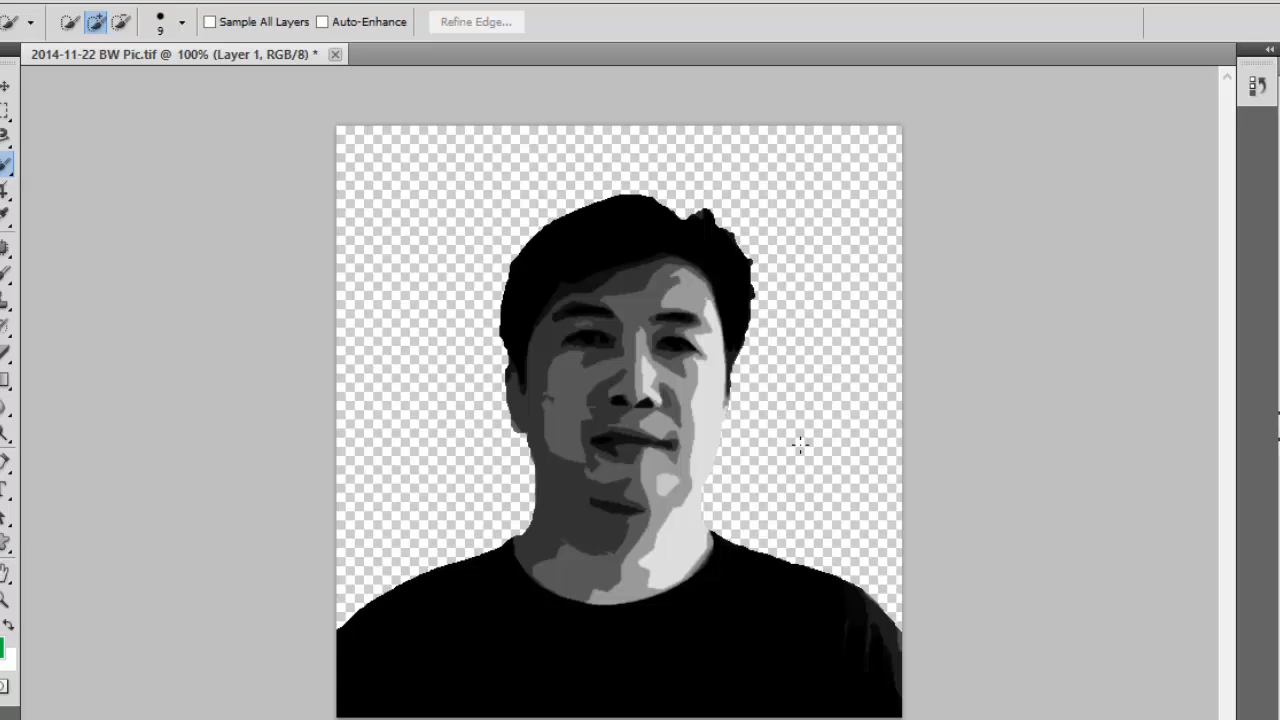 9
Sample All Layers
Auto-Enhance
Refine Edge...
2014-11-22 BW Pic.tif @ 100% (Layer 1, RGB/8) *